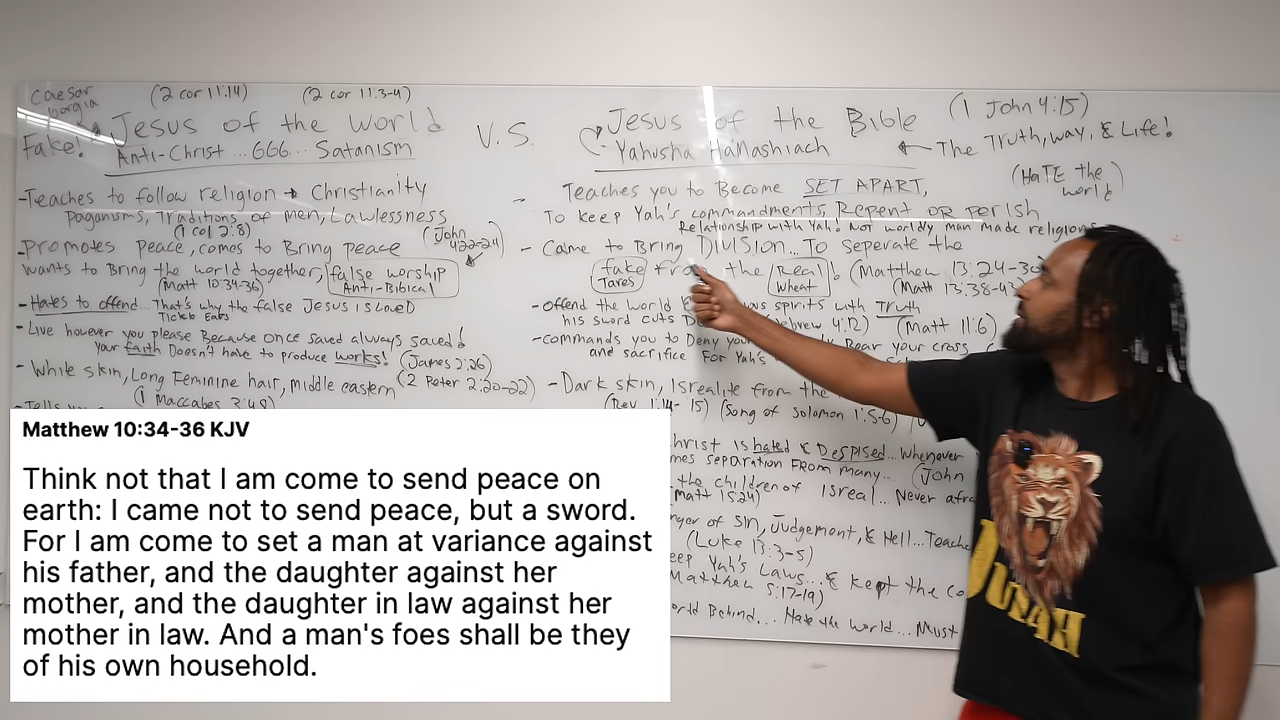 Caesar
Borgia
(2 cor 11:14)
(2 cor 11:3-4)
Fake!
Jesus of the World
Anti-Christ...666... Satanism
V.S.
Jesus of the Bible
Yahusha HaMashiach
(1 John 4:15)
The Truth, way, & Life!
(HaTE the
world)
-Teaches to follow religion → Christianity
paganisms, Traditions of men, Lawlessness
(1 col 2:8)
-Promotes peace, comes to Bring peace
(John
4:22-24)
wants to Bring the world together, false worship
(Matt 10:34-36)
Anti-Biblical
-Hates to offend... That's why the false Jesus is Loved
Tickle Ears
-Live however you please Because once saved always saved!
your faith Doesn't have to produce works! (James 2:26)
- White skin, Long Feminine hair, middle eastern (2 Peter 2:20-22)
(1 Maccabes 3:48)
-Tells you
- Teaches you to Become SET APART,
To keep Yah's commandments, Repent OR perish
Relationship with Yah! Not worldly man made religions
- Came to Bring DIVISION... To seperate the
fake from the Real! (Matthew 13:24-30
Tares
Wheat
(Matt 13:38-43
-offend the world spirits with Truth
his sword cuts (Hebrew 4:12) (Matt 11:6)
-commands you to Deny your Bear your cross,
and sacrifice For Yah's
-Dark skin, Isrealite from the
(Rev 1:14-15) (Song of Solomon 1:5-6)
hrist is hated & Despised... Whenever
mes separation From many...
(John
the children of Isreal... Never afra
(Matt 15:24)
nger of Sin, Judgement, & Hell... Teache
(Luke 13:3-5)
eep Yah's Laws... & kept the Co
Matthew 5:17-19)
orld Behind... Hate the world... Must
Matthew 10:34-36 KJV
Think not that I am come to send peace on
earth: I came not to send peace, but a sword.
For I am come to set a man at variance against
his father, and the daughter against her
mother, and the daughter in law against her
mother in law. And a man's foes shall be they
of his own household.
JUDAH